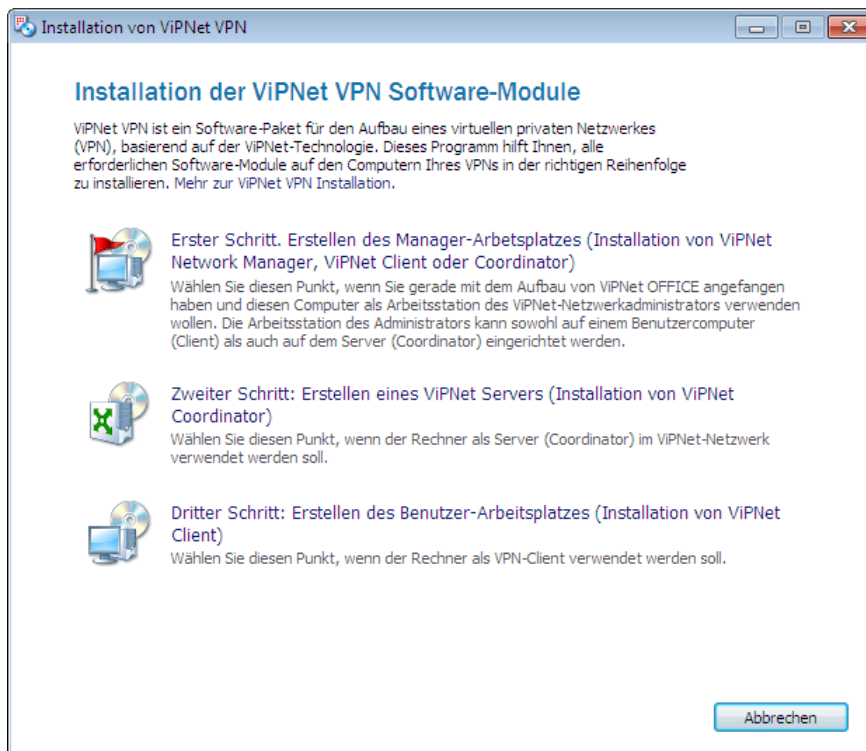 Installation von ViPNet VPN
Installation der ViPNet VPN Software-Module
ViPNet VPN ist ein Software-Paket für den Aufbau eines virtuellen privaten Netzwerkes
(VPN), basierend auf der ViPNet-Technologie. Dieses Programm hilft Ihnen, alle
erforderlichen Software-Module auf den Computern Ihres VPNs in der richtigen Reihenfolge
zu installieren. Mehr zur ViPNet VPN Installation.
Erster Schritt. Erstellen des Manager-Arbetsplatzes (Installation von ViPNet
Network Manager, ViPNet Client oder Coordinator)
Wählen Sie diesen Punkt, wenn Sie gerade mit dem Aufbau von ViPNet OFFICE angefangen
haben und diesen Computer als Arbeitsstation des ViPNet-Netzwerkadministrators verwenden
wollen. Die Arbeitsstation des Administrators kann sowohl auf einem Benutzercomputer
(Client) als auch auf dem Server (Coordinator) eingerichtet werden.
Zweiter Schritt: Erstellen eines ViPNet Servers (Installation von ViPNet
Coordinator)
Wählen Sie diesen Punkt, wenn der Rechner als Server (Coordinator) im ViPNet-Netzwerk
verwendet werden soll.
Dritter Schritt: Erstellen des Benutzer-Arbeitsplatzes (Installation von ViPNet
Client)
Wählen Sie diesen Punkt, wenn der Rechner als VPN-Client verwendet werden soll.
Abbrechen